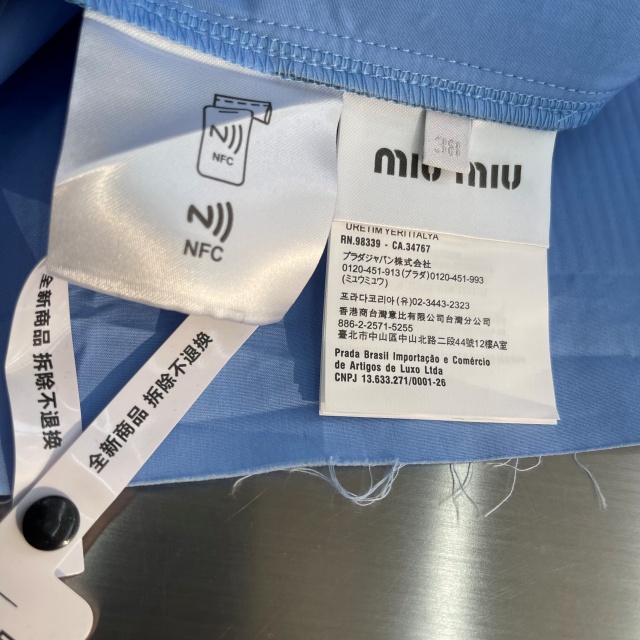 NFC
NFC
38
miu miu
ÜRETİM YERİ İTALYA
RN.98339 - CA.34767
プラダジャパン株式会社
0120-451-913 (プラダ) 0120-451-993
(ミュウミュウ)
프라다코리아 (유) 02-3443-2323
香港商台灣意比有限公司台灣分公司
886-2-2571-5255
臺北市中山區中山北路二段44號12樓A室
Prada Brasil Importação e Comércio
de Artigos de Luxo Ltda
CNPJ 13.633.271/0001-26
全新商品 拆除不退换
全新商品 拆除不退换